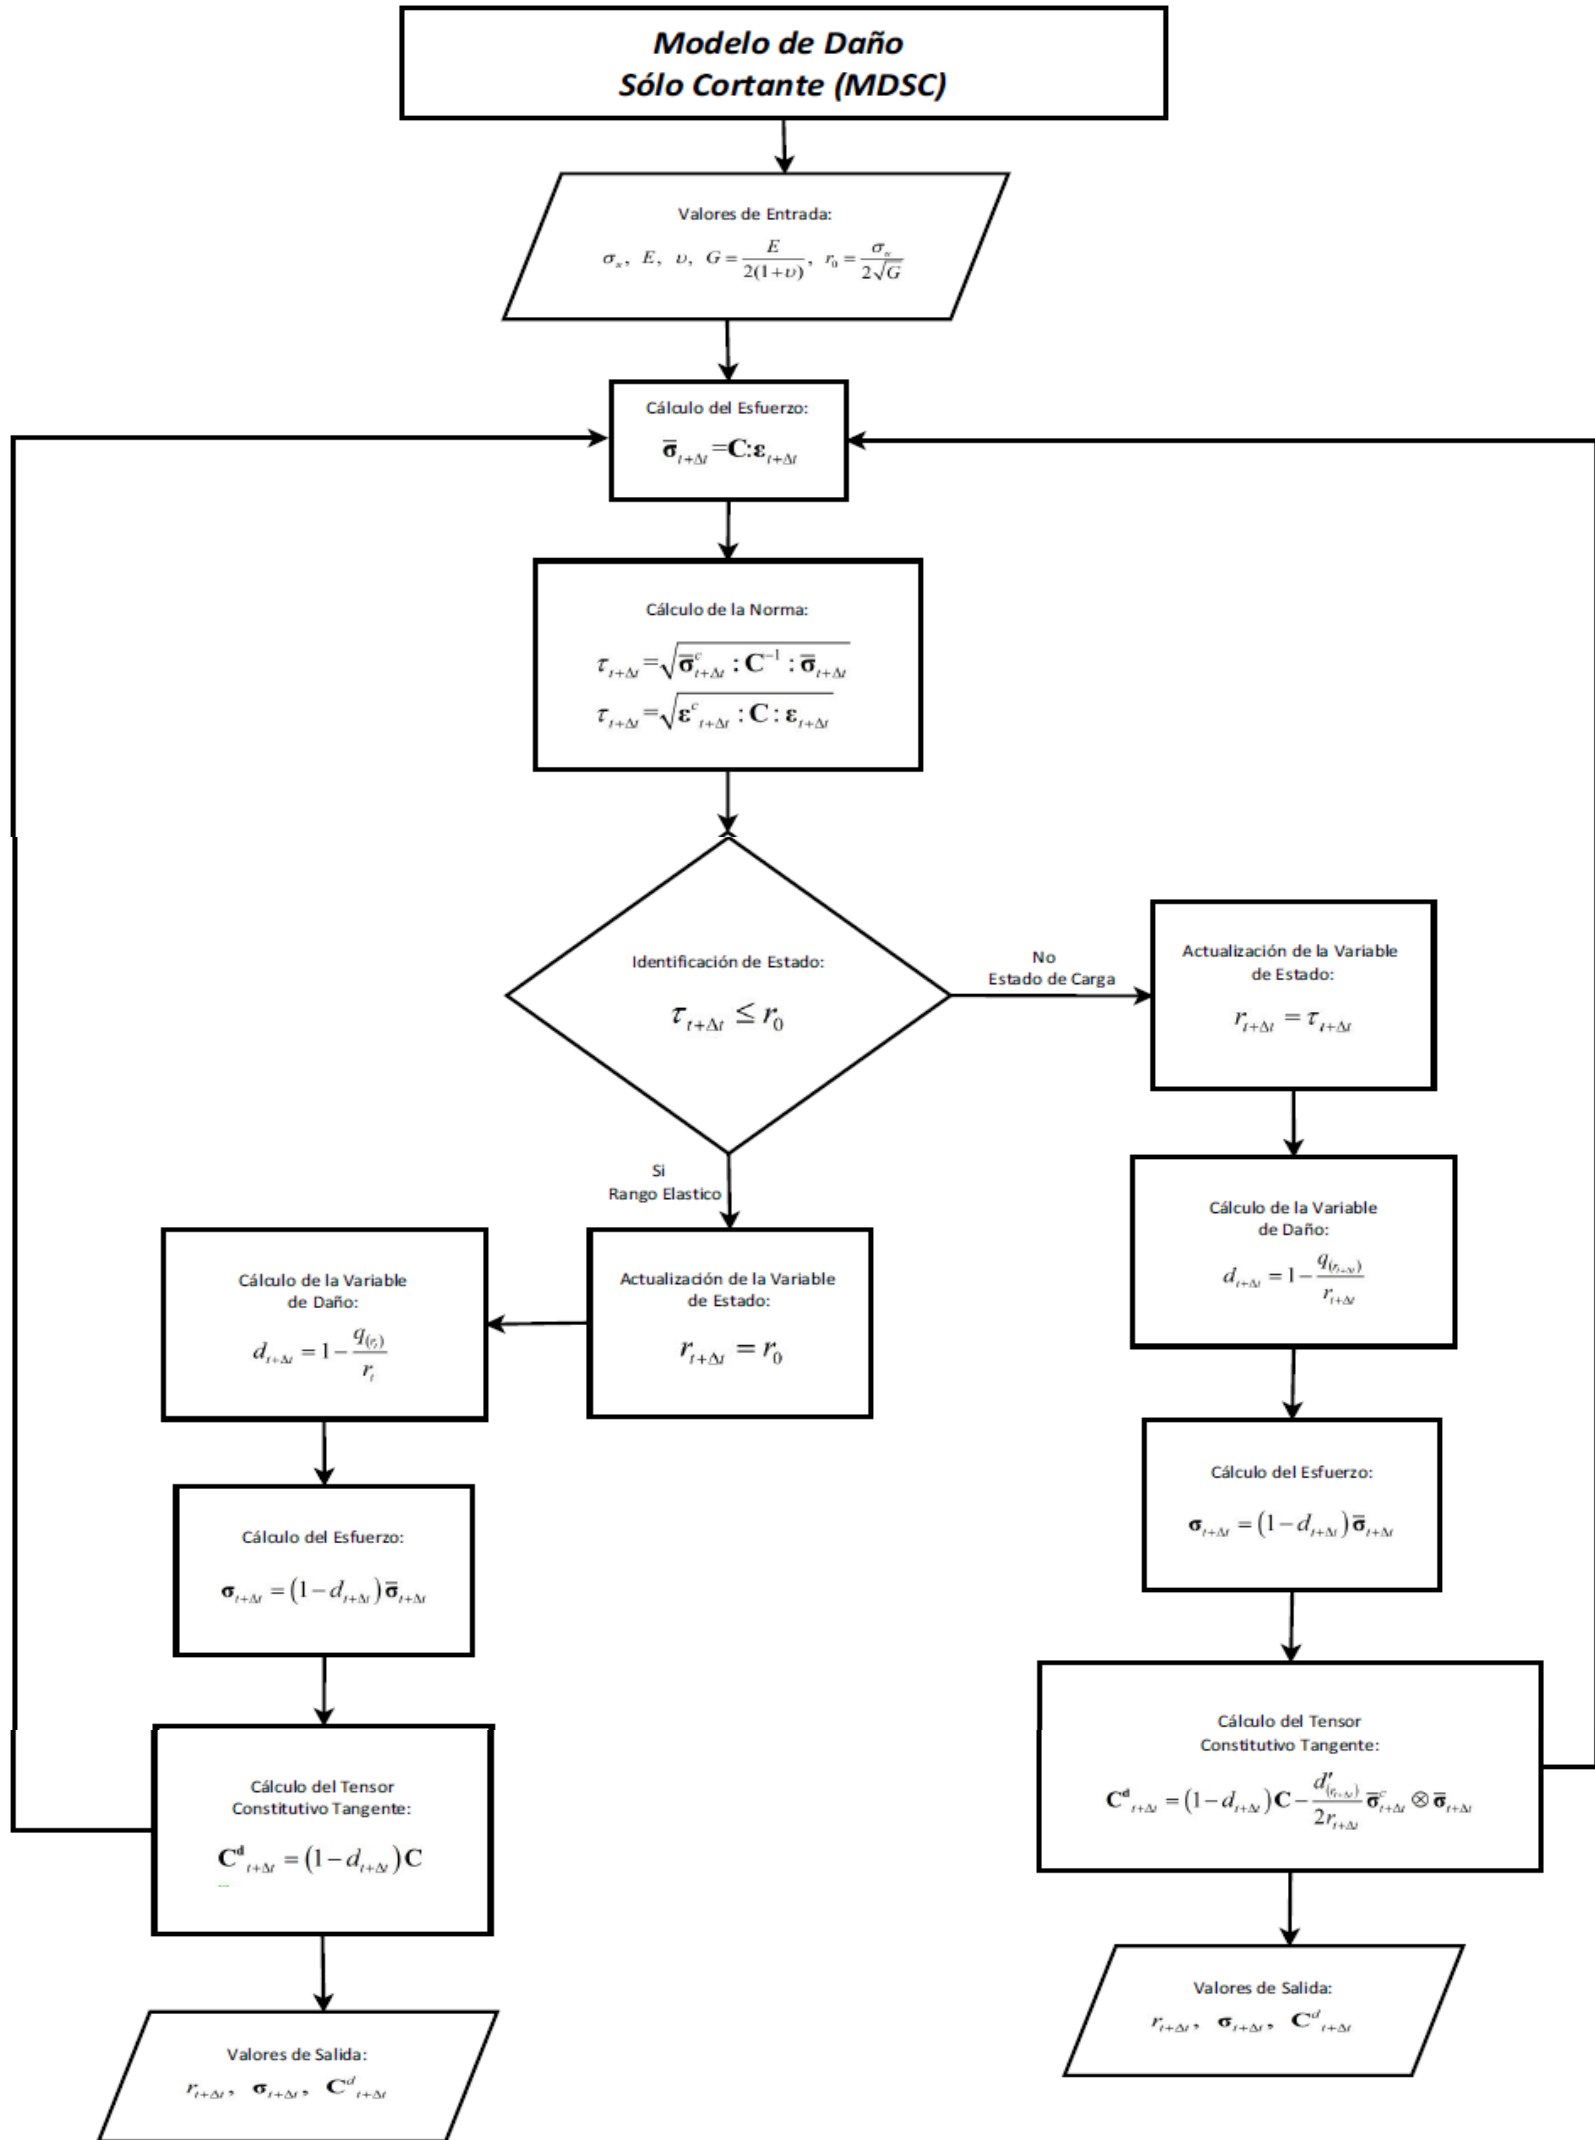 Modelo de Daño
Sólo Cortante (MDSC)
Valores de Entrada:
σ_u, E, υ, G = E / 2(1+υ), r_0 = σ_u / 2√G
Cálculo del Esfuerzo:
σ̄_{t+Δt} =C:ε_{t+Δt}
Cálculo de la Norma:
τ_{t+Δt} = √(σ̄^c_{t+Δt} : C^{-1} : σ̄_{t+Δt})
τ_{t+Δt} = √(ε^c_{t+Δt} : C : ε_{t+Δt})
Identificación de Estado:
τ_{t+Δt} ≤ r_0
No
Estado de Carga
Actualización de la Variable
de Estado:
r_{t+Δt} = τ_{t+Δt}
Cálculo de la Variable
de Daño:
d_{t+Δt} = 1 − q_{(r_{t+Δt})} / r_{t+Δt}
Cálculo del Esfuerzo:
σ_{t+Δt} = (1 − d_{t+Δt}) σ̄_{t+Δt}
Cálculo del Tensor
Constitutivo Tangente:
C^d_{t+Δt} = (1 − d_{t+Δt}) C − d'_{(r_{t+Δt})} / 2r_{t+Δt} σ̄^c_{t+Δt} ⊗ σ̄_{t+Δt}
Valores de Salida:
r_{t+Δt}, σ_{t+Δt}, C^d_{t+Δt}
Si
Rango Elastico
Actualización de la Variable
de Estado:
r_{t+Δt} = r_0
Cálculo de la Variable
de Daño:
d_{t+Δt} = 1 − q_{(r_t)} / r_t
Cálculo del Esfuerzo:
σ_{t+Δt} = (1 − d_{t+Δt}) σ̄_{t+Δt}
Cálculo del Tensor
Constitutivo Tangente:
C^d_{t+Δt} = (1 − d_{t+Δt}) C
Valores de Salida:
r_{t+Δt}, σ_{t+Δt}, C^d_{t+Δt}